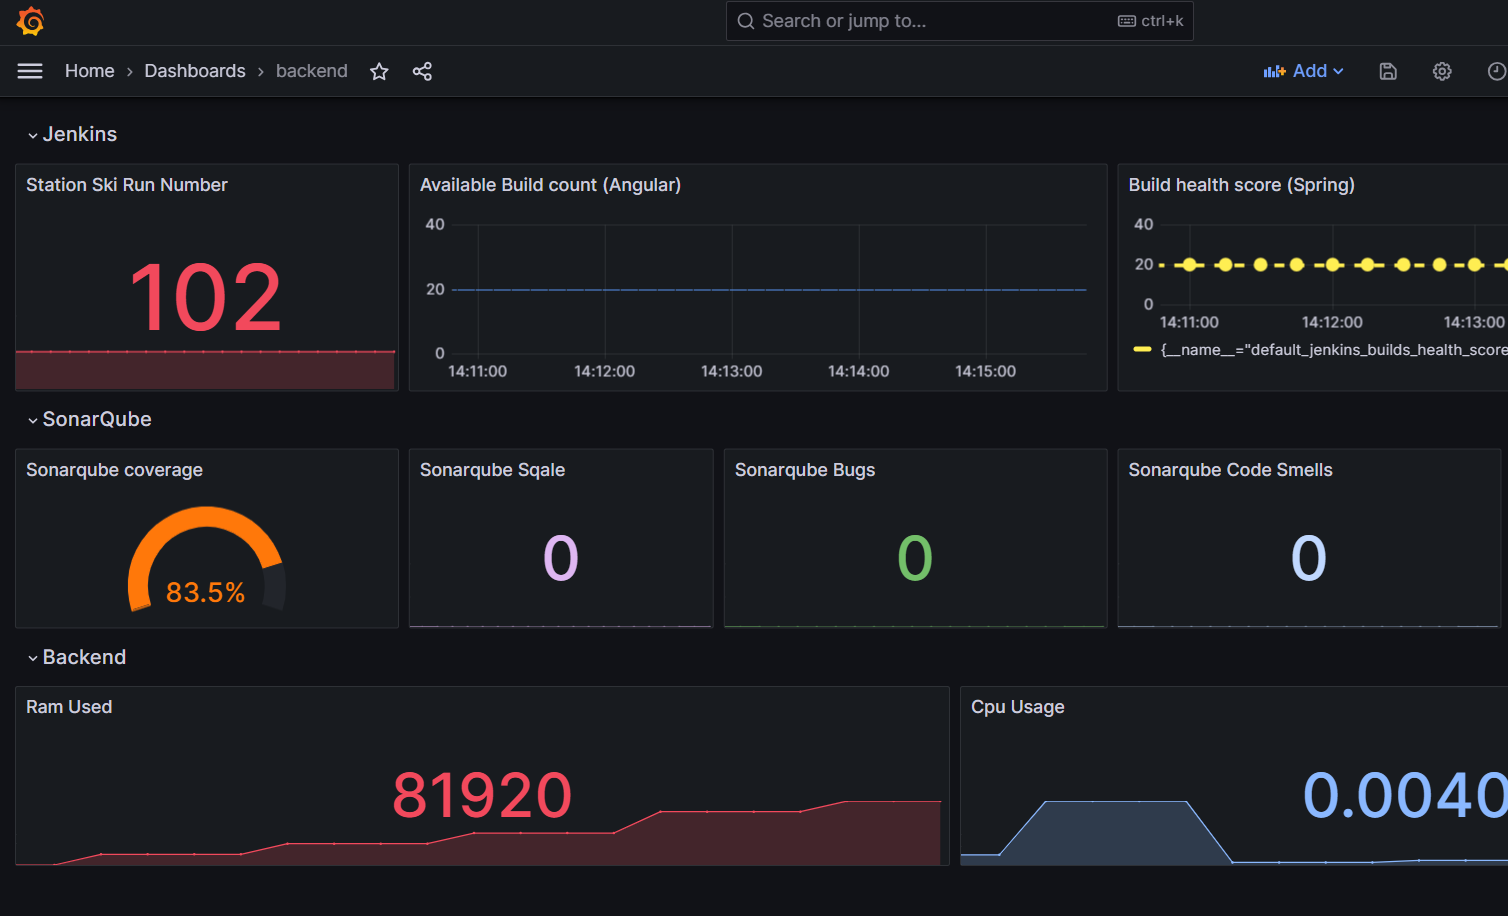 Search or jump to...
ctrl+k
Home › Dashboards › backend
Add
Jenkins
Station Ski Run Number
102
Available Build count (Angular)
40
20
0
14:11:00 14:12:00 14:13:00 14:14:00 14:15:00
Build health score (Spring)
40
20
0
14:11:00 14:12:00 14:13:00
{__name__="default_jenkins_builds_health_score
SonarQube
Sonarqube coverage
83.5%
Sonarqube Sqale
0
Sonarqube Bugs
0
Sonarqube Code Smells
0
Backend
Ram Used
81920
Cpu Usage
0.0040